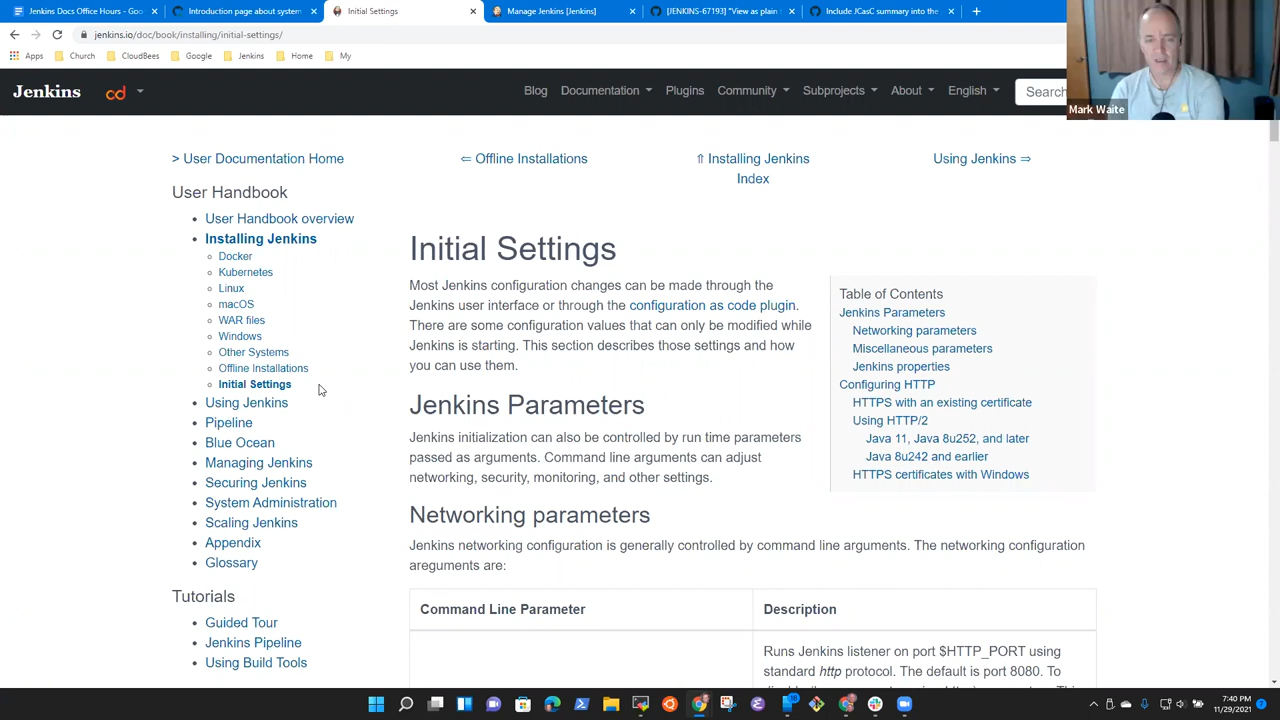 Jenkins Docs Office Hours - Goo
Introduction page about system
Initial Settings
Manage Jenkins [Jenkins]
[JENKINS-67193] "View as plain
Include JCasC summary into the
jenkins.io/doc/book/installing/initial-settings/
Apps
Church
CloudBees
Google
Jenkins
Home
My
Jenkins
cd
Blog
Documentation
Plugins
Community
Subprojects
About
English
Search
Mark Waite
> User Documentation Home
⇐ Offline Installations
⇑ Installing Jenkins
Index
Using Jenkins ⇒
User Handbook
User Handbook overview
Installing Jenkins
Docker
Kubernetes
Linux
macOS
WAR files
Windows
Other Systems
Offline Installations
Initial Settings
Using Jenkins
Pipeline
Blue Ocean
Managing Jenkins
Securing Jenkins
System Administration
Scaling Jenkins
Appendix
Glossary
Tutorials
Guided Tour
Jenkins Pipeline
Using Build Tools
Initial Settings
Most Jenkins configuration changes can be made through the
Jenkins user interface or through the configuration as code plugin.
There are some configuration values that can only be modified while
Jenkins is starting. This section describes those settings and how
you can use them.
Table of Contents
Jenkins Parameters
Networking parameters
Miscellaneous parameters
Jenkins properties
Configuring HTTP
HTTPS with an existing certificate
Using HTTP/2
Java 11, Java 8u252, and later
Java 8u242 and earlier
HTTPS certificates with Windows
Jenkins Parameters
Jenkins initialization can also be controlled by run time parameters
passed as arguments. Command line arguments can adjust
networking, security, monitoring, and other settings.
Networking parameters
Jenkins networking configuration is generally controlled by command line arguments. The networking configuration
areguments are:
Command Line Parameter
Description
Runs Jenkins listener on port $HTTP_PORT using
standard http protocol. The default is port 8080. To
7:40 PM
11/29/2021